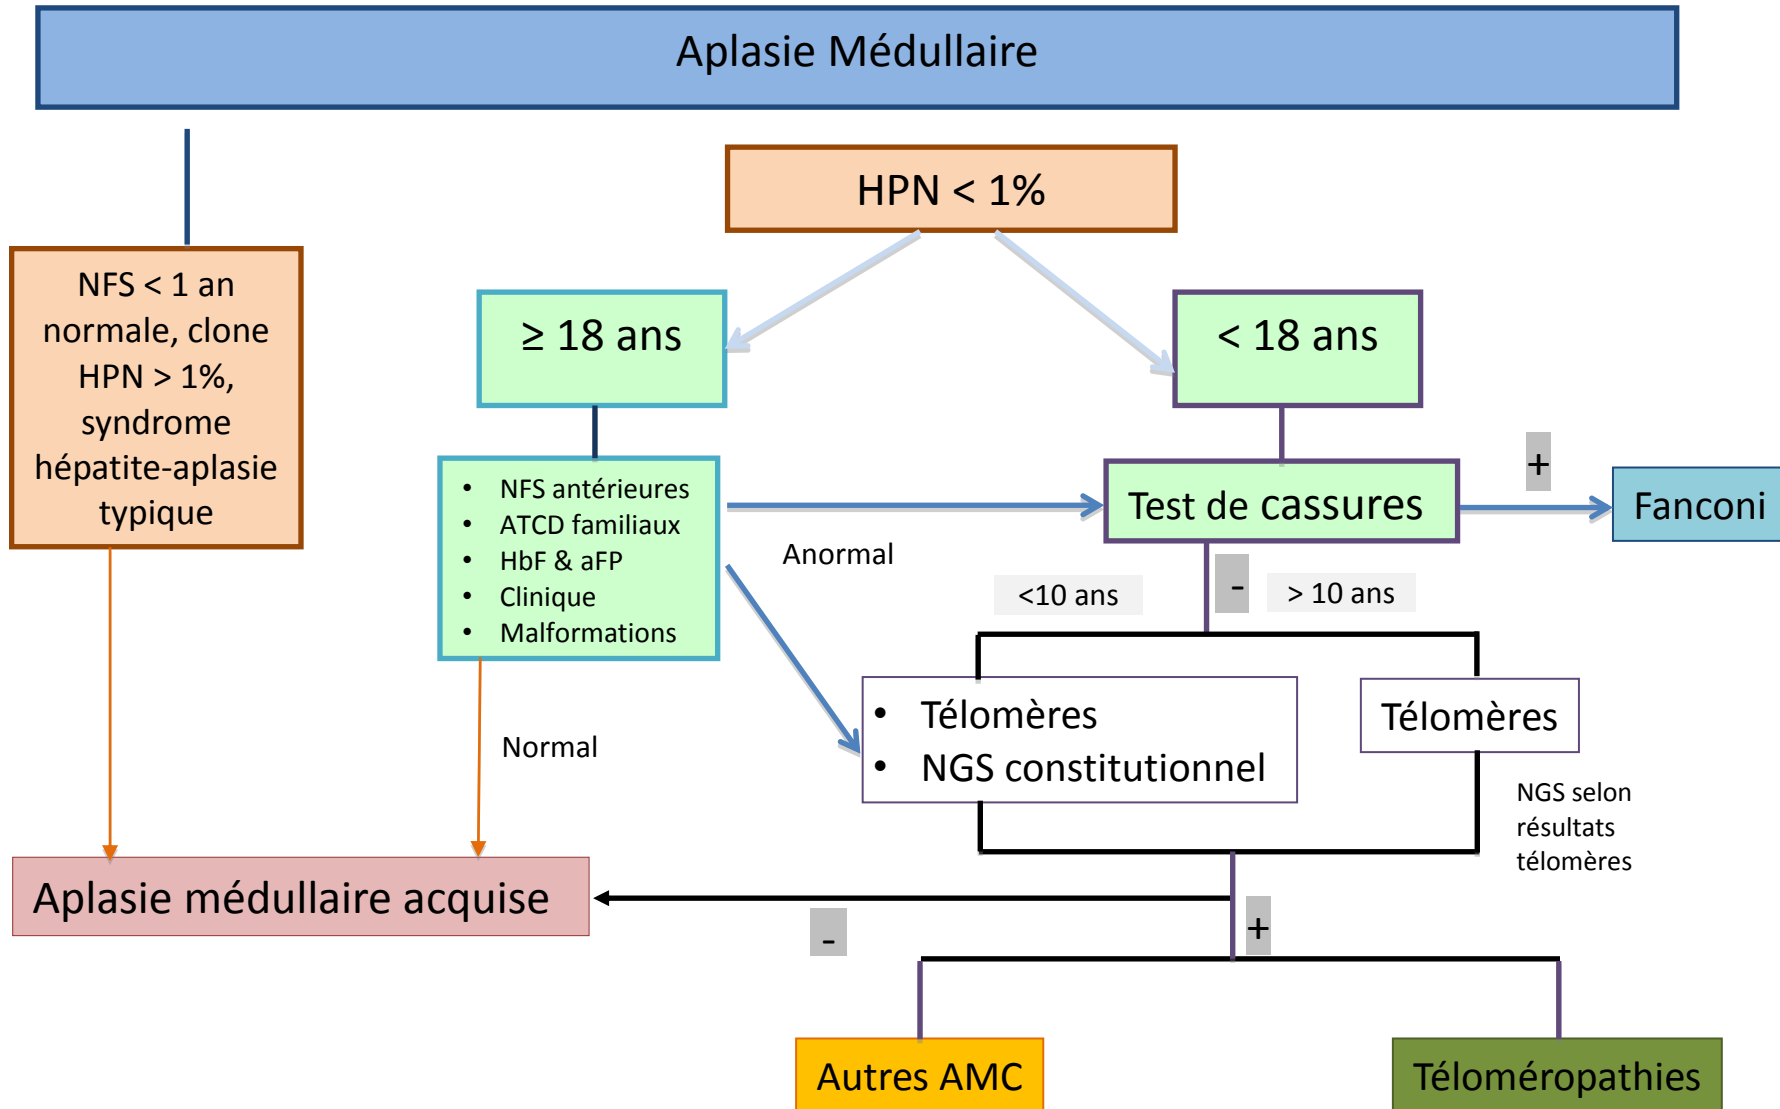 Aplasie Médullaire
HPN < 1%
NFS < 1 an
normale, clone
HPN > 1%,
syndrome
hépatite-aplasie
typique
≥ 18 ans
< 18 ans
• NFS antérieures
• ATCD familiaux
• HbF & aFP
• Clinique
• Malformations
Anormal
Test de cassures
+
Fanconi
<10 ans
-
> 10 ans
Normal
• Télomères
• NGS constitutionnel
Télomères
NGS selon
résultats
télomères
Aplasie médullaire acquise
-
+
Autres AMC
Téloméropathies